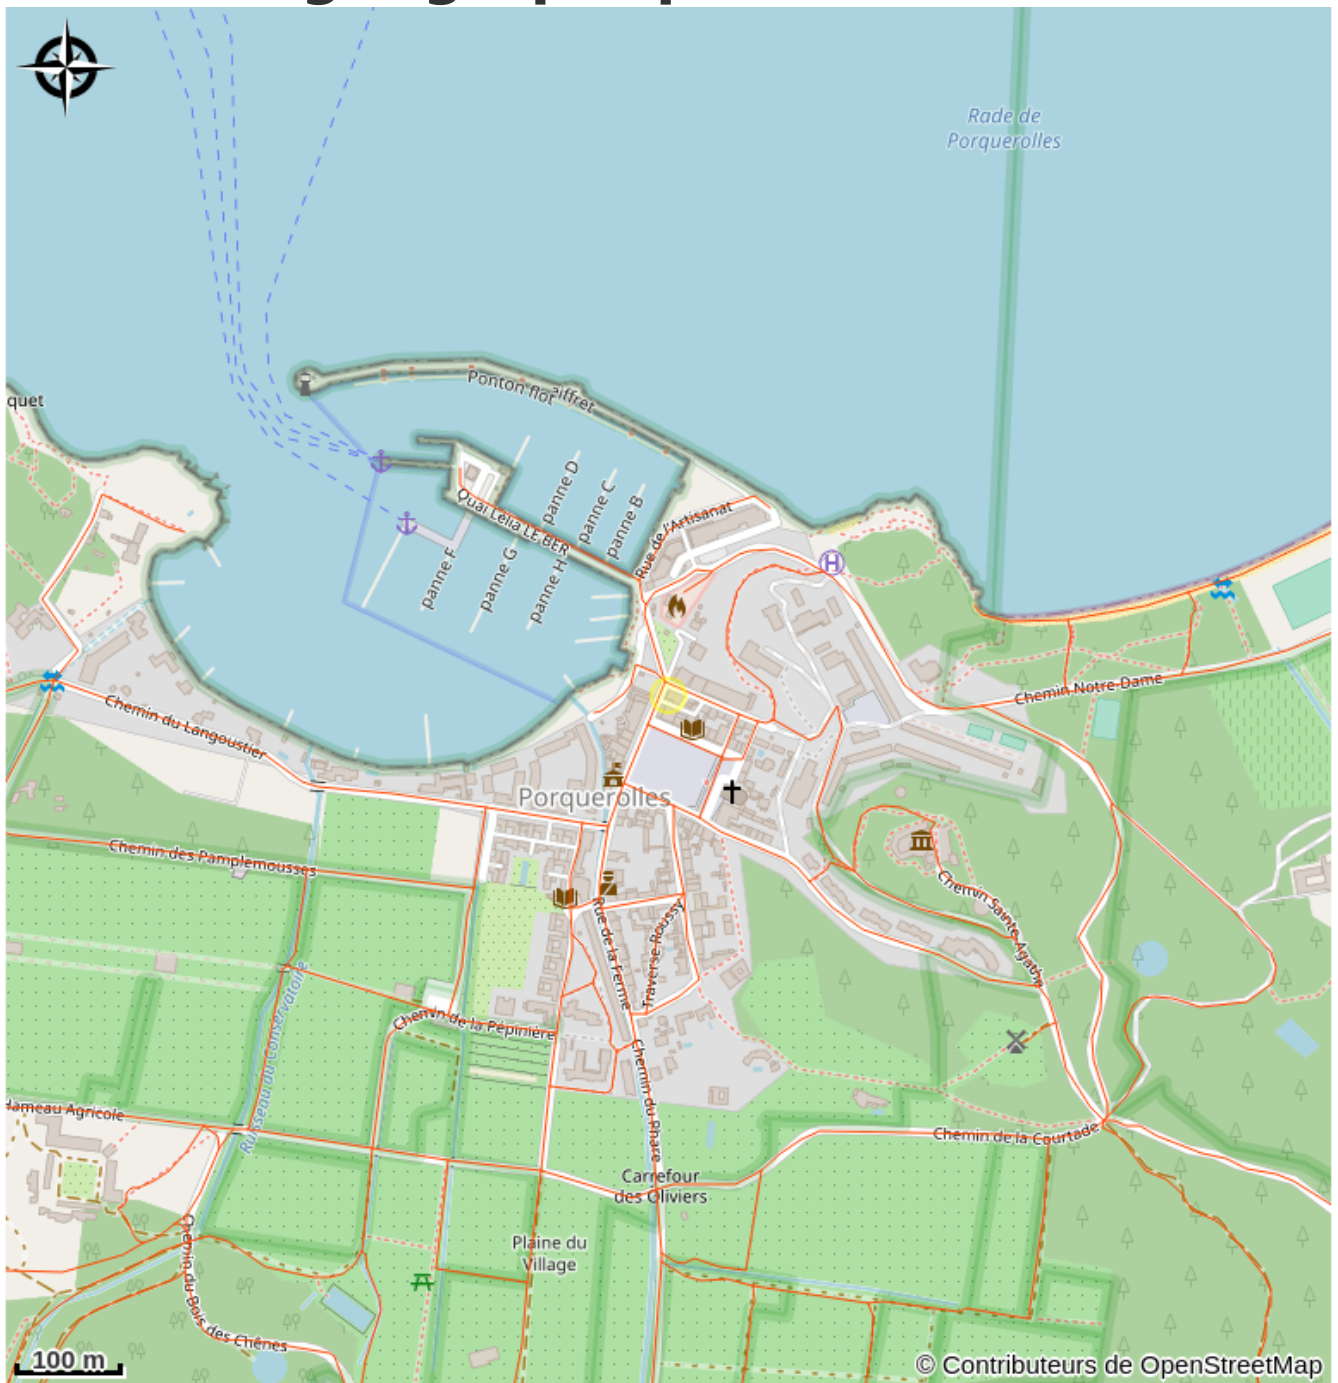 Rade de
Porquerolles
quet
Ponton flot
iffret
panne D
panne C
panne B
Quai Lélia LE BER
Rue de l'Artisanat
panne F
panne G
panne H
H
Chemin du Langoustier
Chemin Notre-Dame
Porquerolles
Chemin des Pamplemousses
Chemin Sainte-Agathe
Rue de la Ferme
Traverse Roussy
Ruisseau du Conservatoire
Chemin de la Pépinière
Hameau Agricole
Chemin du Phare
Chemin de la Courtade
Carrefour
des Oliviers
Plaine du
Village
Chemin du Bois des Chênes
100 m
© Contributeurs de OpenStreetMap